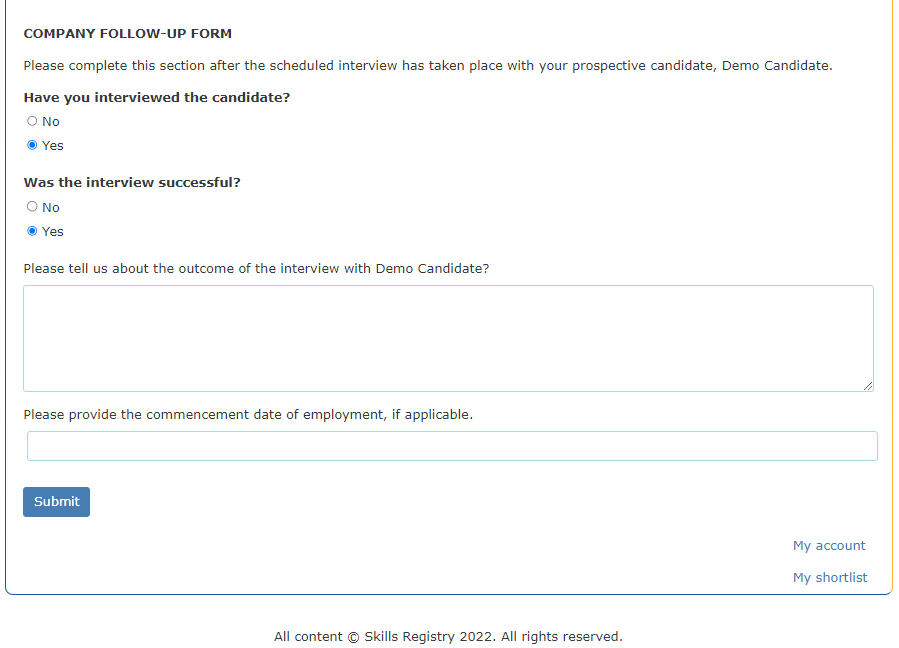 COMPANY FOLLOW-UP FORM
Please complete this section after the scheduled interview has taken place with your prospective candidate, Demo Candidate.
Have you interviewed the candidate?
No
Yes
Was the interview successful?
No
Yes
Please tell us about the outcome of the interview with Demo Candidate?
Please provide the commencement date of employment, if applicable.
Submit
My account
My shortlist
All content © Skills Registry 2022. All rights reserved.